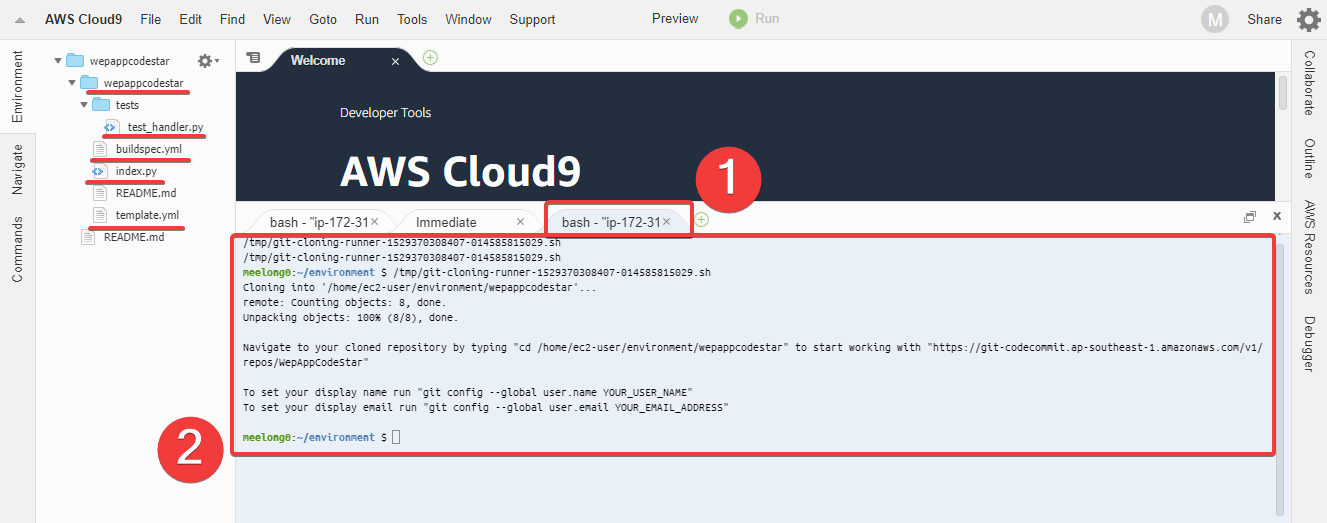 AWS Cloud9 File Edit Find View Goto Run Tools Window Support Preview Run M Share
Environment
Navigate
Commands
wepappcodestar
wepappcodestar
tests
test_handler.py
buildspec.yml
index.py
README.md
template.yml
README.md
Welcome
Developer Tools
AWS Cloud9
1
bash - "ip-172-31 Immediate bash - "ip-172-31
/tmp/git-cloning-runner-1529370308407-014585815029.sh
/tmp/git-cloning-runner-1529370308407-014585815029.sh
meelong0:~/environment $ /tmp/git-cloning-runner-1529370308407-014585815029.sh
Cloning into '/home/ec2-user/environment/wepappcodestar'...
remote: Counting objects: 8, done.
Unpacking objects: 100% (8/8), done.
Navigate to your cloned repository by typing "cd /home/ec2-user/environment/wepappcodestar" to start working with "https://git-codecommit.ap-southeast-1.amazonaws.com/v1/
repos/WepAppCodeStar"
To set your display name run "git config --global user.name YOUR_USER_NAME"
To set your display email run "git config --global user.email YOUR_EMAIL_ADDRESS"
meelong0:~/environment $
2
Collaborate
Outline
AWS Resources
Debugger